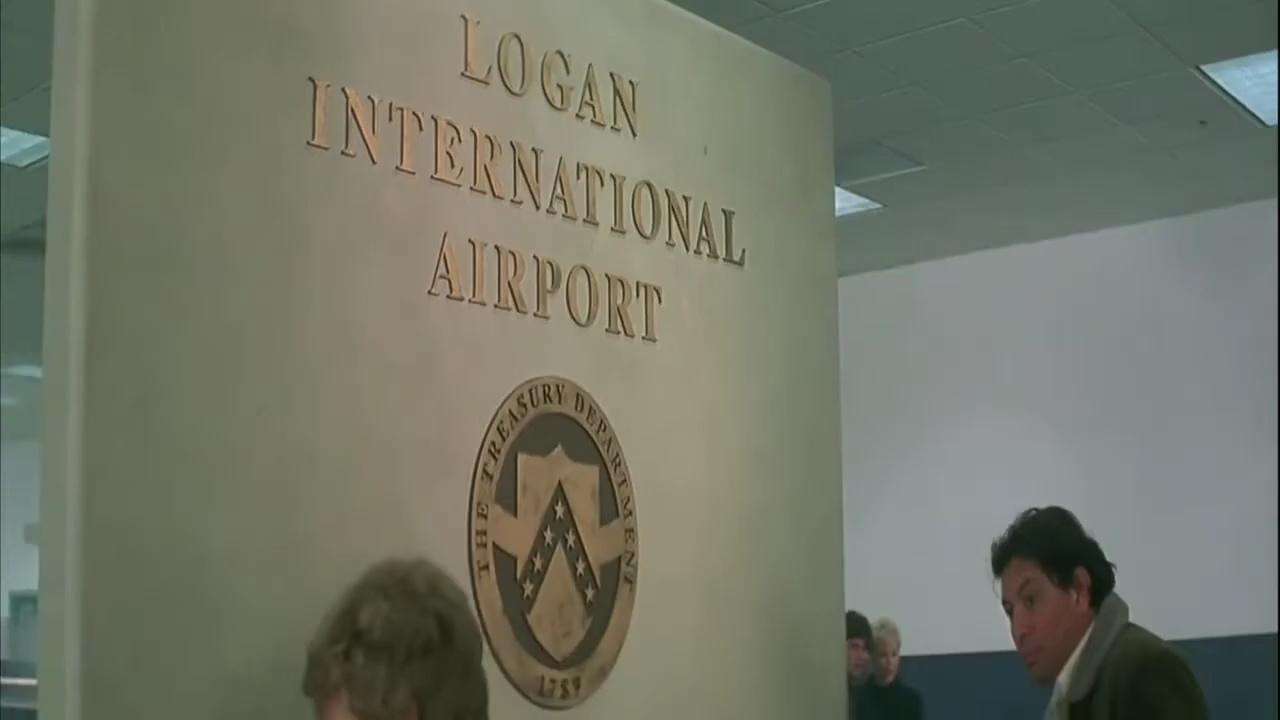 LOGAN
INTERNATIONAL
AIRPORT
THE TREASURY DEPARTMENT
1789